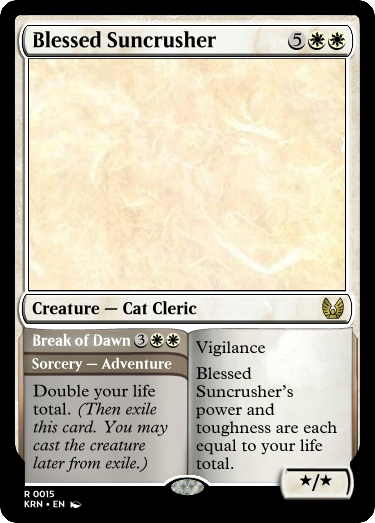 Blessed Suncrusher 5
Creature — Cat Cleric
Break of Dawn 3
Sorcery — Adventure
Double your life
total. (Then exile
this card. You may
cast the creature
later from exile.)
Vigilance
Blessed
Suncrusher's
power and
toughness are each
equal to your life
total.
★/★
R 0015
KRN • EN